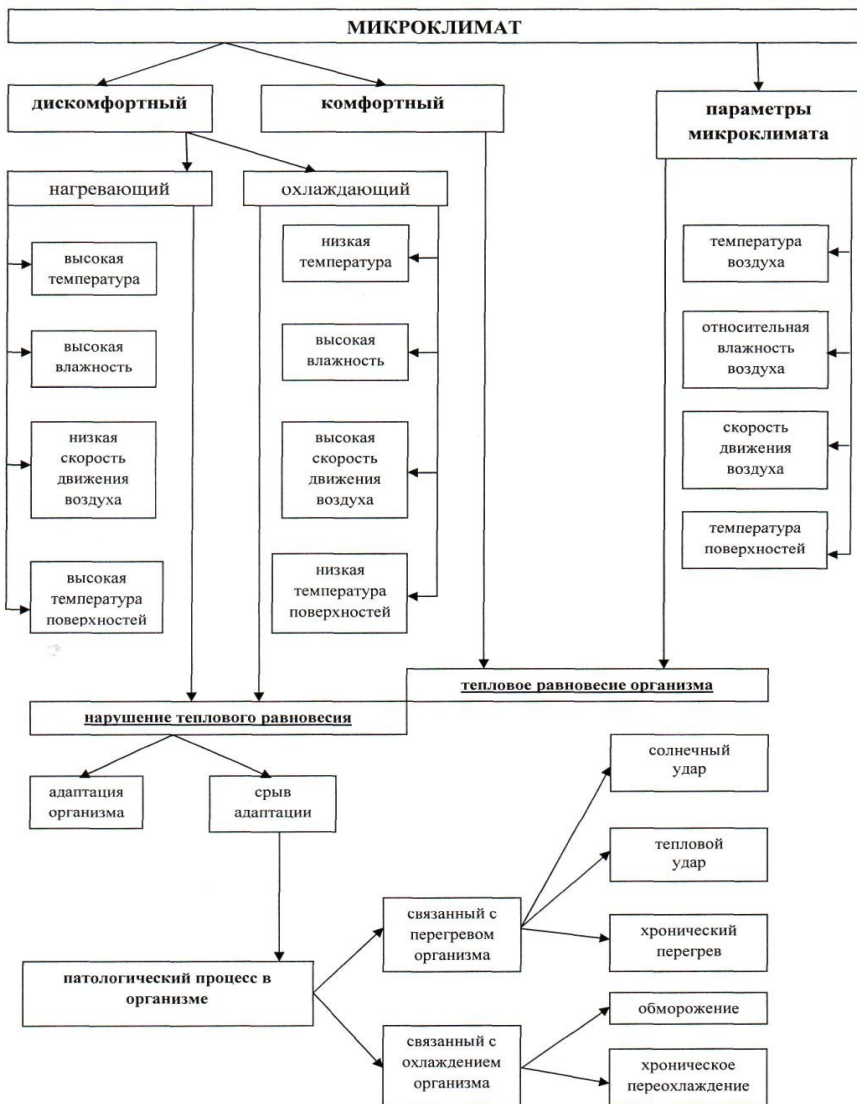 МИКРОКЛИМАТ
дискомфортный
комфортный
параметры
микроклимата
нагревающий
охлаждающий
высокая
температура
низкая
температура
температура
воздуха
высокая
влажность
высокая
влажность
относительная
влажность
воздуха
низкая
скорость
движения
воздуха
высокая
скорость
движения
воздуха
скорость
движения
воздуха
высокая
температура
поверхностей
низкая
температура
поверхностей
температура
поверхностей
тепловое равновесие организма
нарушение теплового равновесия
адаптация
организма
срыв
адаптации
солнечный
удар
тепловой
удар
связанный с
перегревом
организма
хронический
перегрев
патологический процесс в
организме
обморожение
связанный с
охлаждением
организма
хроническое
переохлаждение